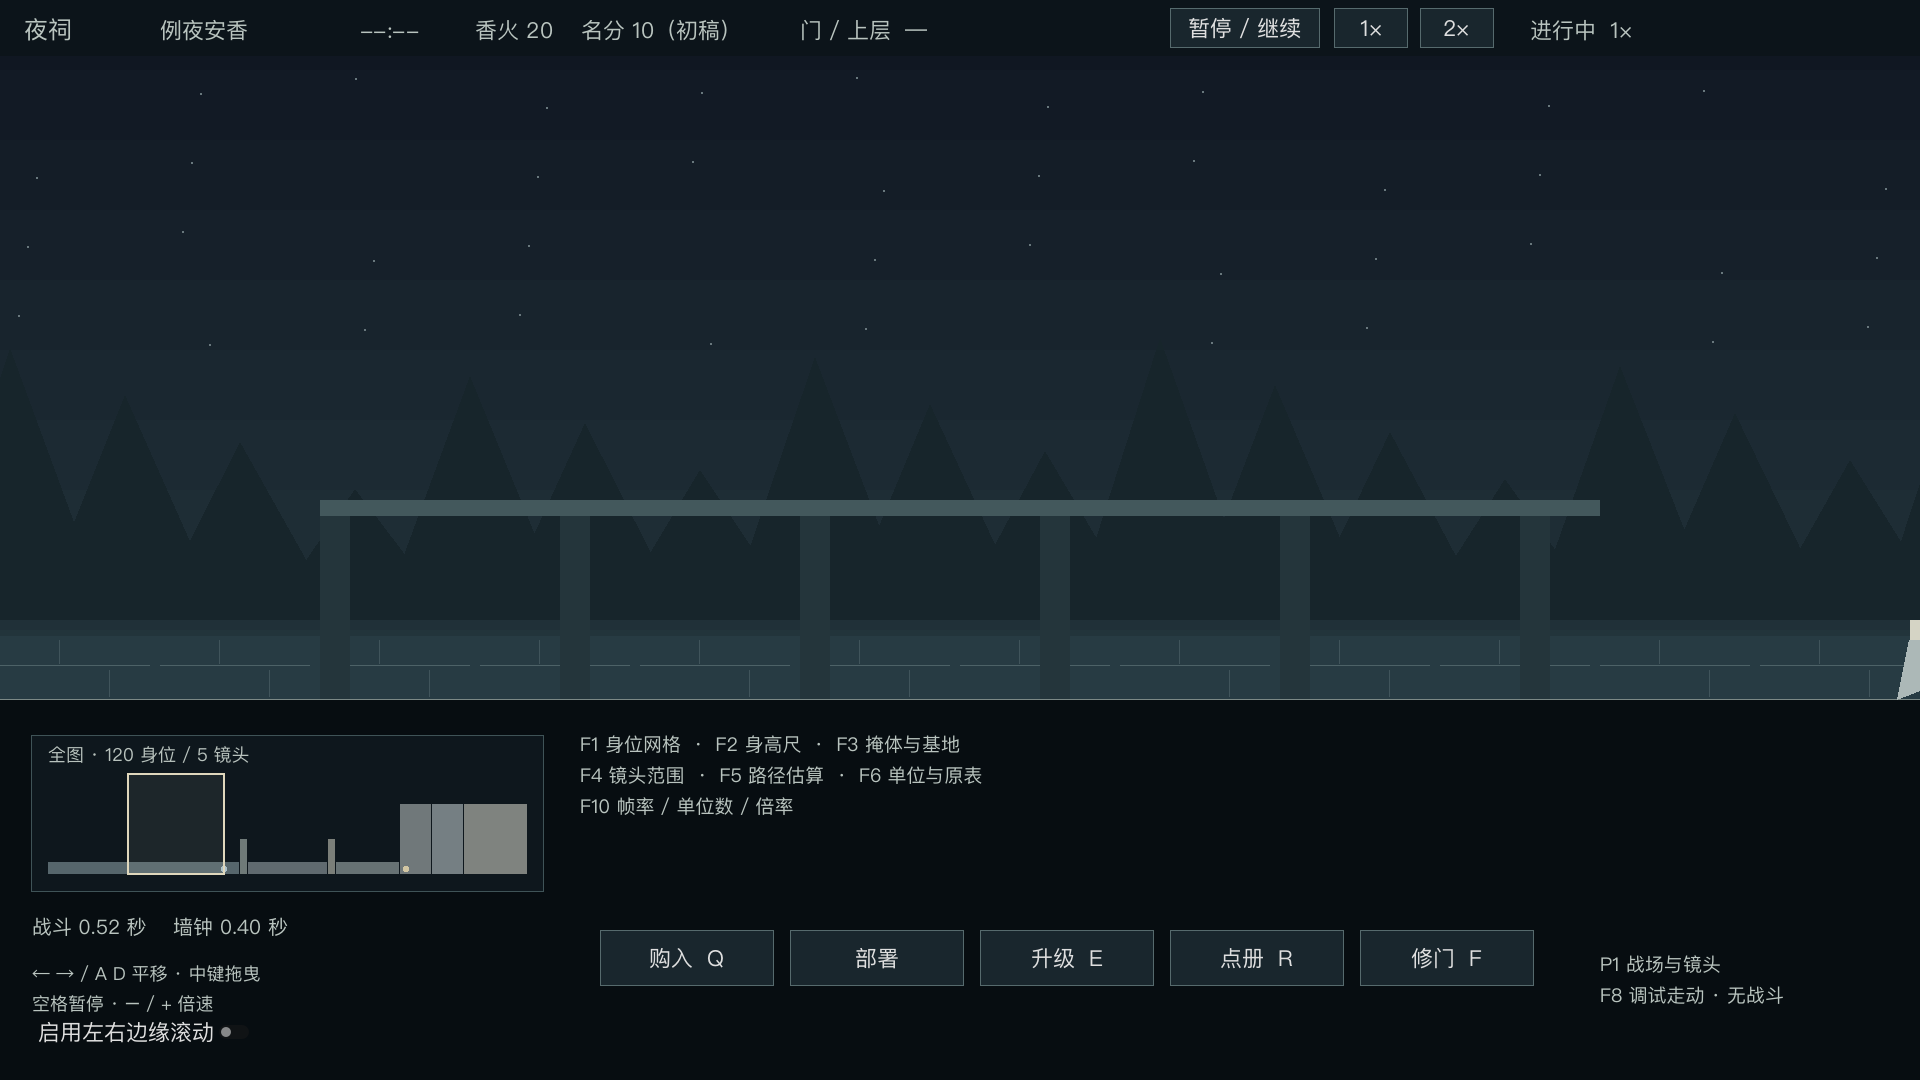 夜祠 例夜安香 --:-- 香火 20 名分 10（初稿） 门 / 上层 — 暂停 / 继续 1× 2× 进行中 1×
全图 · 120 身位 / 5 镜头
F1 身位网格 · F2 身高尺 · F3 掩体与基地
F4 镜头范围 · F5 路径估算 · F6 单位与原表
F10 帧率 / 单位数 / 倍率
战斗 0.52 秒 墙钟 0.40 秒
购入 Q 部署 升级 E 点册 R 修门 F
← → / A D 平移 · 中键拖曳
空格暂停 · − / + 倍速
启用左右边缘滚动
P1 战场与镜头
F8 调试走动 · 无战斗